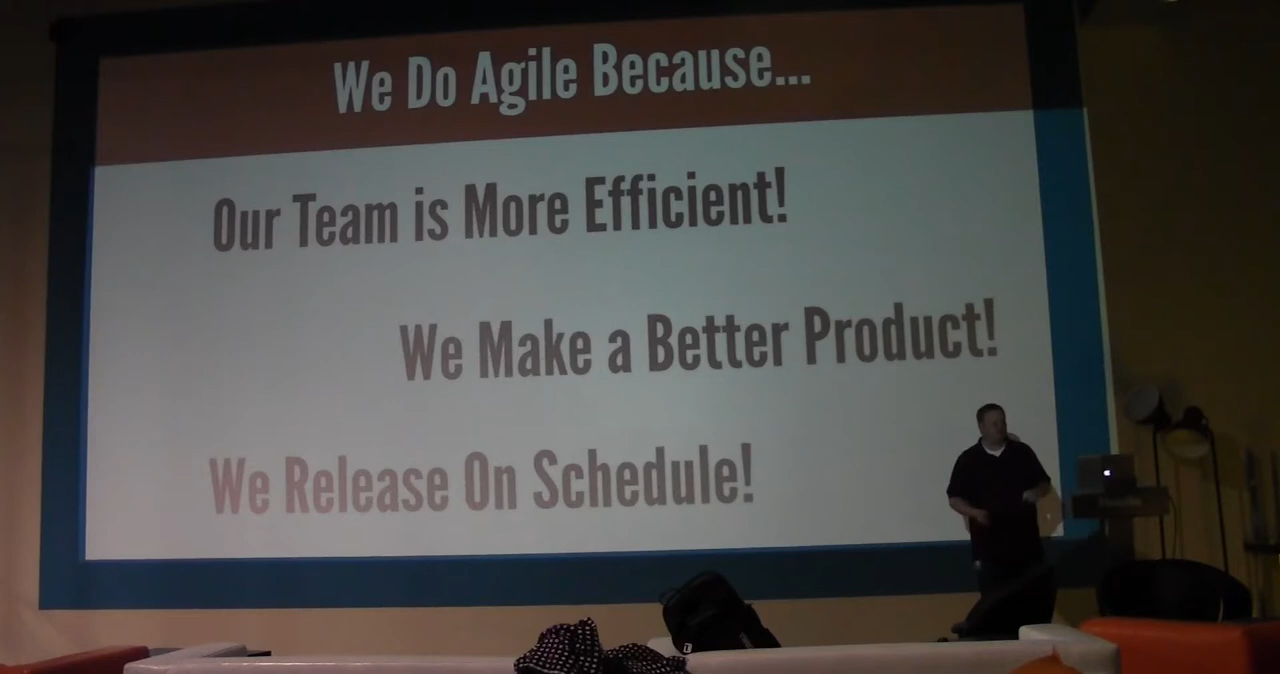 We Do Agile Because...
Our Team is More Efficient!
We Make a Better Product!
We Release On Schedule!